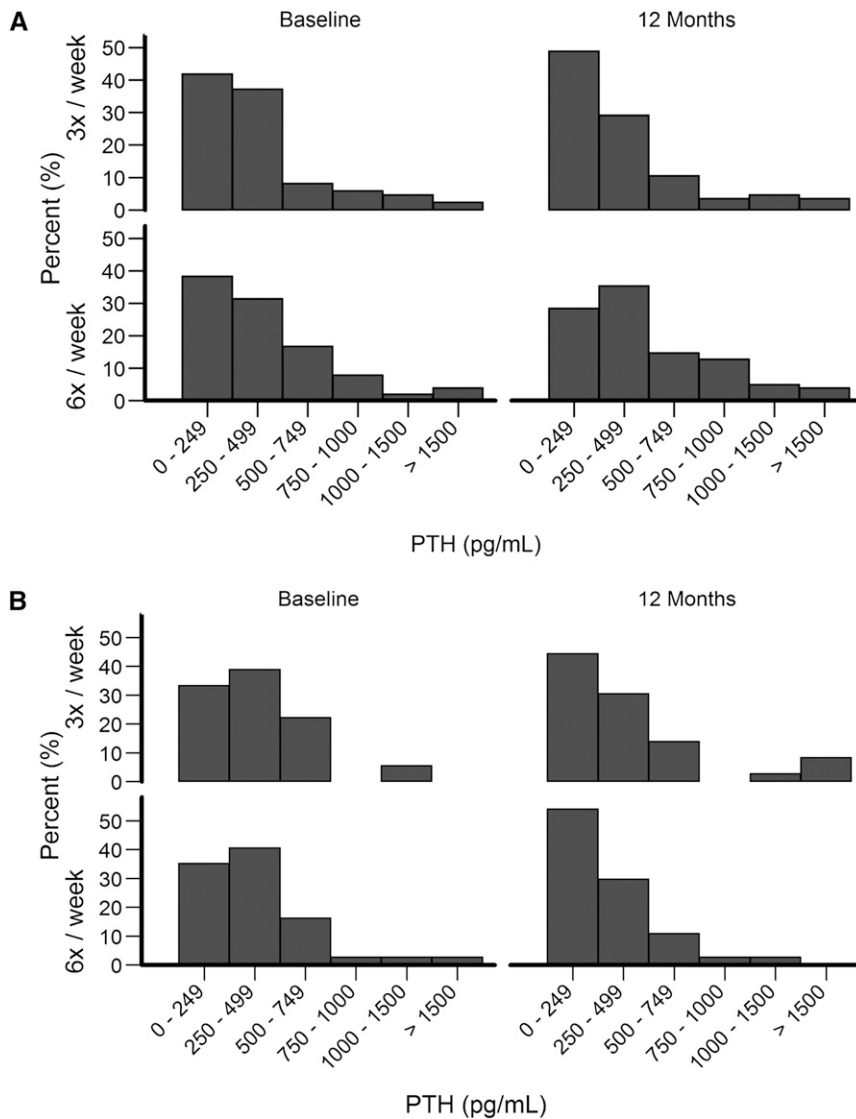 A
Baseline
12 Months
Percent (%)
3x / week
50
40
30
20
10
0
6x / week
50
40
30
20
10
0
0 - 249
250 - 499
500 - 749
750 - 1000
1000 - 1500
> 1500
0 - 249
250 - 499
500 - 749
750 - 1000
1000 - 1500
> 1500
PTH (pg/mL)
B
Baseline
12 Months
Percent (%)
3x / week
50
40
30
20
10
0
6x / week
50
40
30
20
10
0
0 - 249
250 - 499
500 - 749
750 - 1000
1000 - 1500
> 1500
0 - 249
250 - 499
500 - 749
750 - 1000
1000 - 1500
> 1500
PTH (pg/mL)